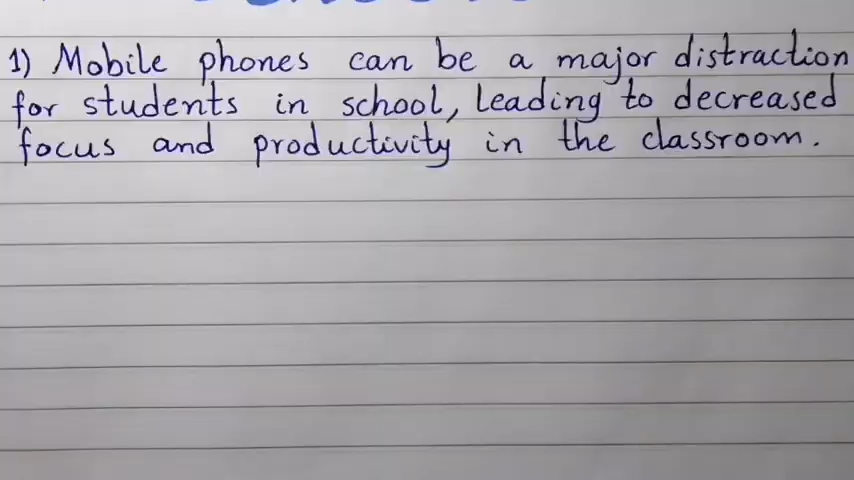 1) Mobile phones can be a major distraction
for students in school, leading to decreased
focus and productivity in the classroom.